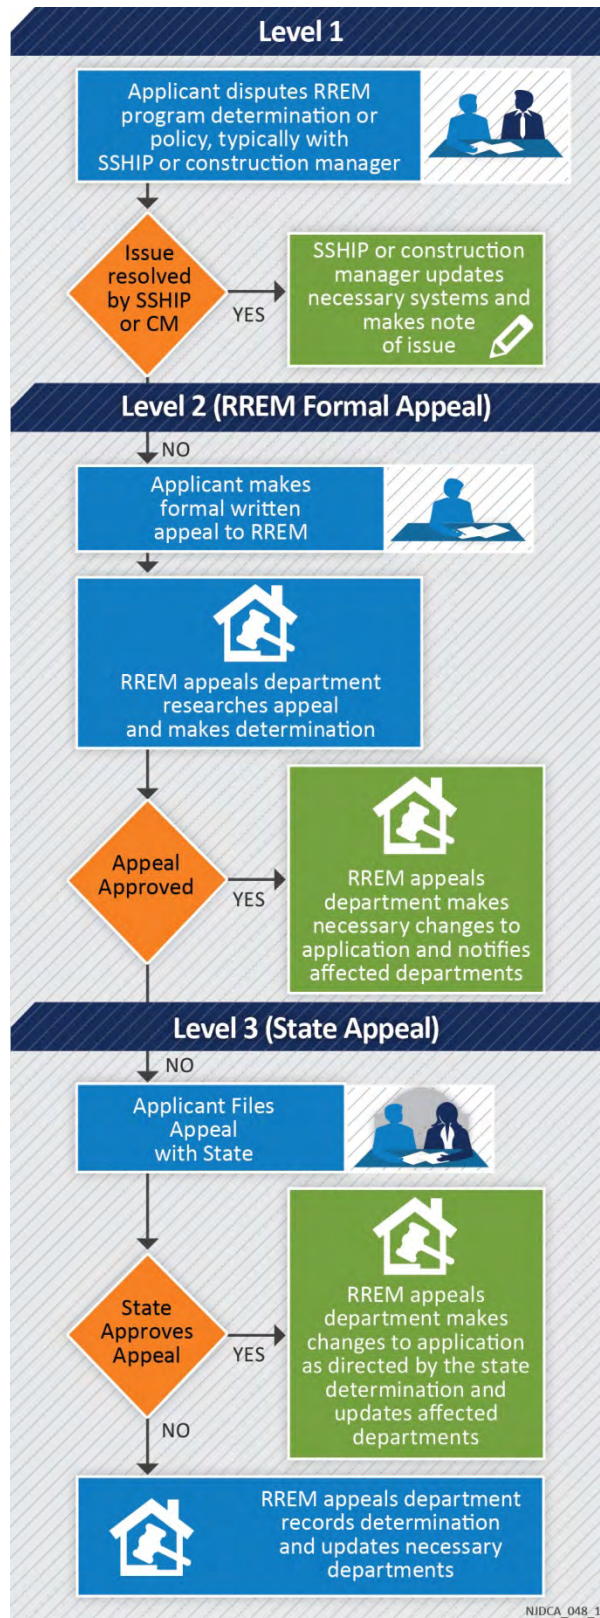 Level 1
Applicant disputes RREM
program determination or
policy, typically with
SSHIP or construction manager
Issue
resolved
by SSHIP
or CM
YES
SSHIP or construction
manager updates
necessary systems and
makes note
of issue
Level 2 (RREM Formal Appeal)
NO
Applicant makes
formal written
appeal to RREM
RREM appeals department
researches appeal
and makes determination
Appeal
Approved
YES
RREM appeals
department makes
necessary changes to
application and notifies
affected departments
Level 3 (State Appeal)
NO
Applicant Files
Appeal
with State
State
Approves
Appeal
YES
RREM appeals
department makes
changes to application
as directed by the state
determination and
updates affected
departments
NO
RREM appeals department
records determination
and updates necessary
departments
NJDCA_048_1